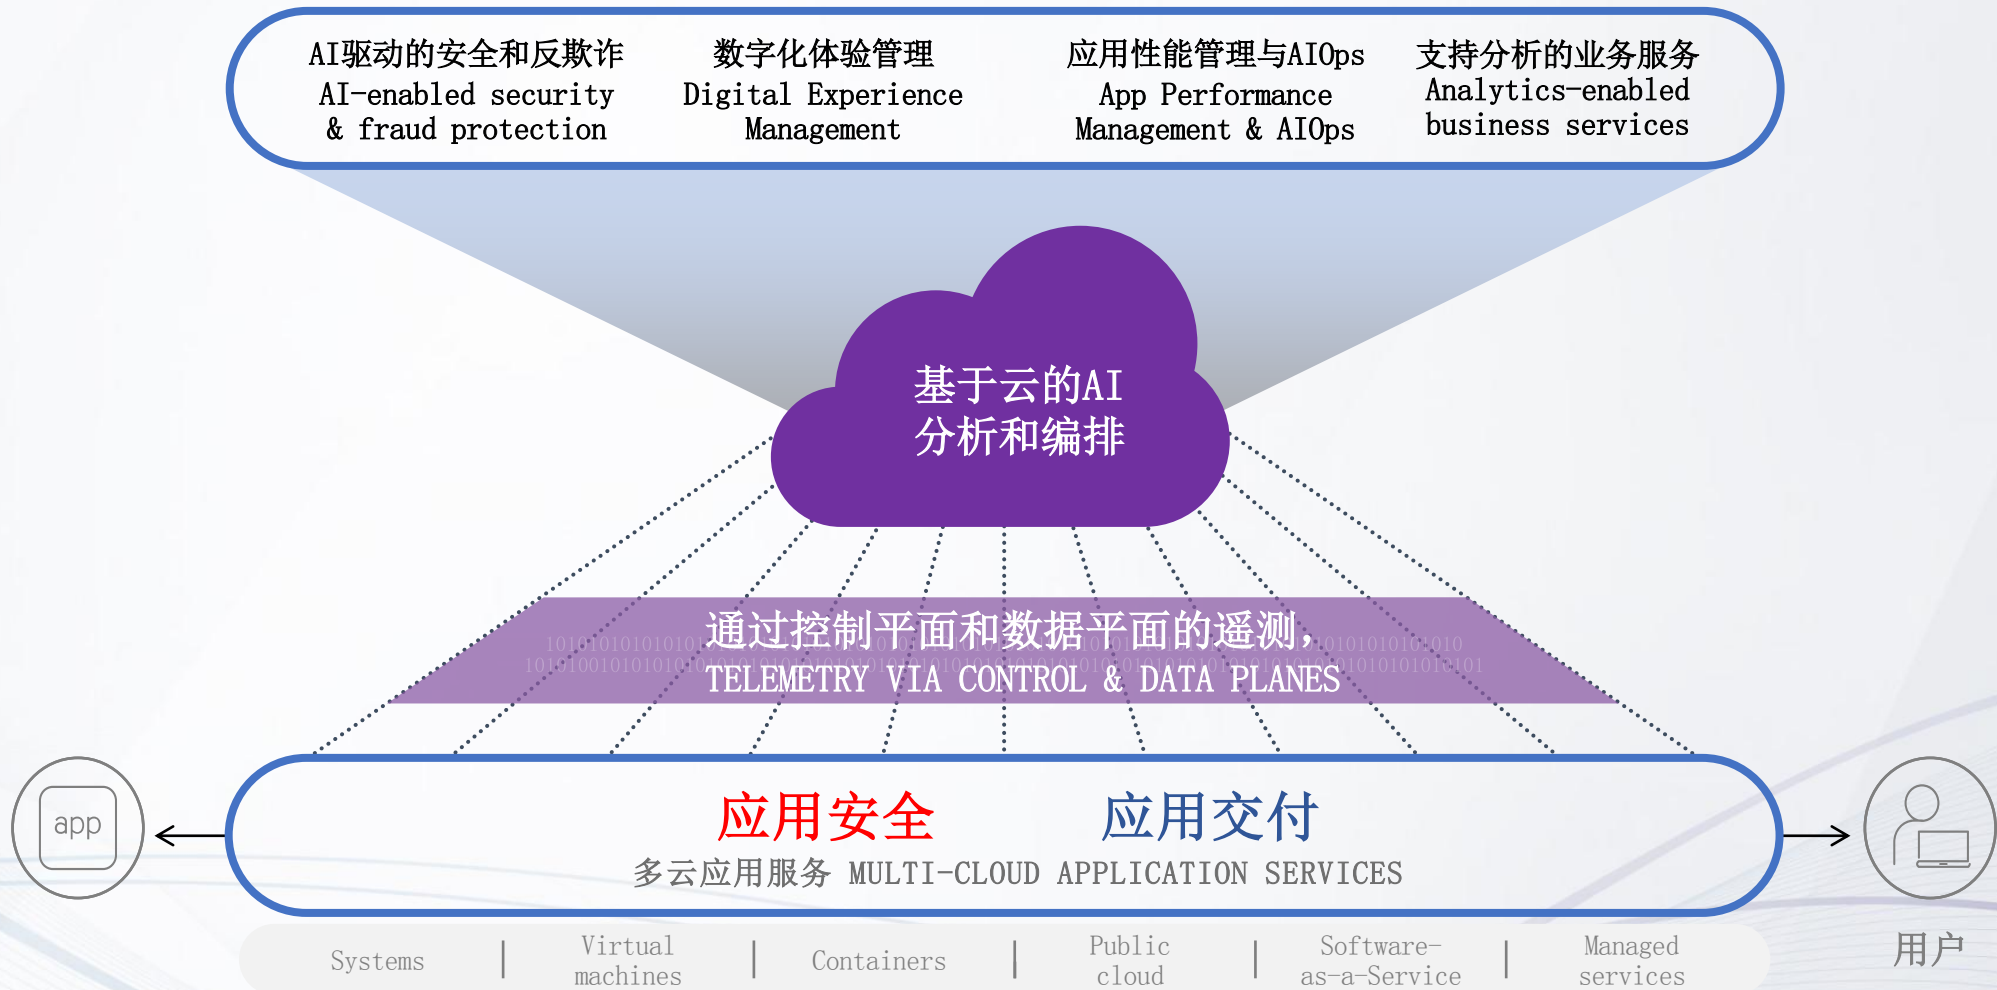 AI驱动的安全和反欺诈
AI-enabled security
& fraud protection
数字化体验管理
Digital Experience
Management
应用性能管理与AIOps
App Performance
Management & AIOps
支持分析的业务服务
Analytics-enabled
business services
基于云的AI
分析和编排
通过控制平面和数据平面的遥测,
TELEMETRY VIA CONTROL & DATA PLANES
app
应用安全
应用交付
多云应用服务 MULTI-CLOUD APPLICATION SERVICES
用户
Systems
Virtual
machines
Containers
Public
cloud
Software-
as-a-Service
Managed
services